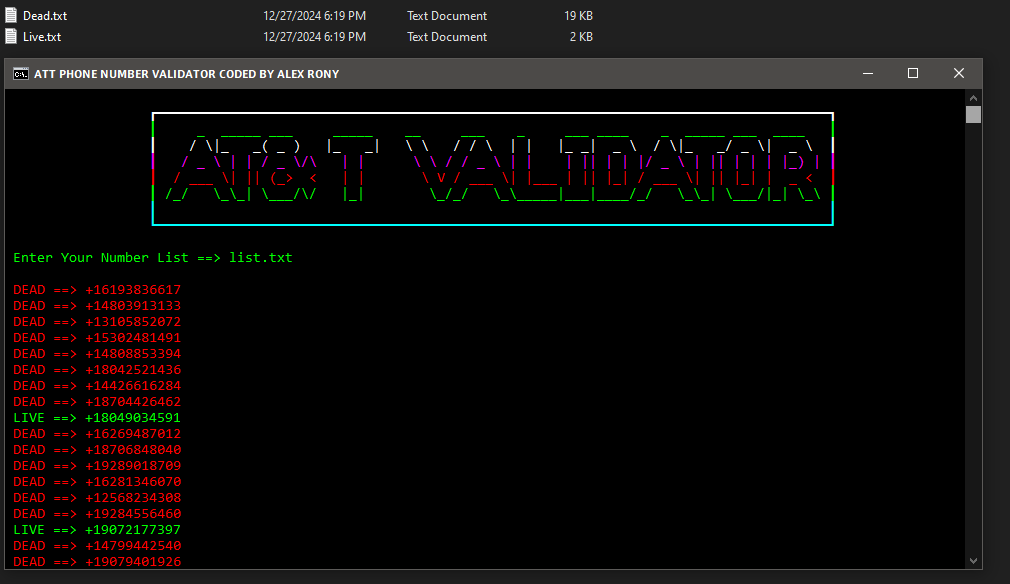 Dead.txt 12/27/2024 6:19 PM Text Document 19 KB
Live.txt 12/27/2024 6:19 PM Text Document 2 KB
ATT PHONE NUMBER VALIDATOR CODED BY ALEX RONY
AT&T VALIDATOR
Enter Your Number List ==> list.txt
DEAD ==> +16193836617
DEAD ==> +14803913133
DEAD ==> +13105852072
DEAD ==> +15302481491
DEAD ==> +14808853394
DEAD ==> +18042521436
DEAD ==> +14426616284
DEAD ==> +18704426462
LIVE ==> +18049034591
DEAD ==> +16269487012
DEAD ==> +18706848040
DEAD ==> +19289018709
DEAD ==> +16281346070
DEAD ==> +12568234308
DEAD ==> +19284556460
LIVE ==> +19072177397
DEAD ==> +14799442540
DEAD ==> +19079401926